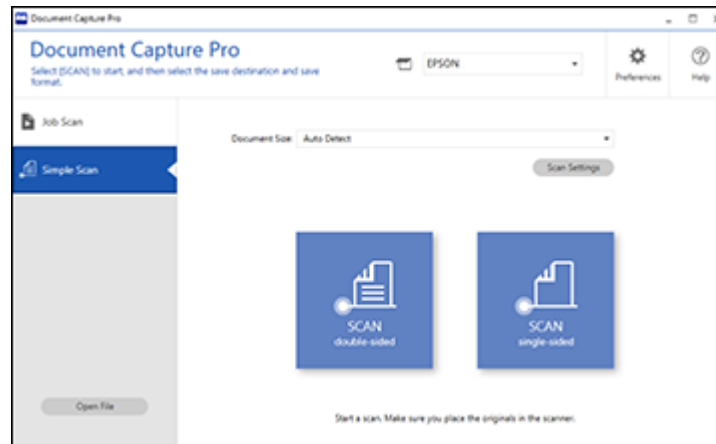 Document Capture Pro
Document Capture Pro
Select [SCAN] to start, and then select the save destination and save
format.
EPSON
Preferences
Help
Job Scan
Simple Scan
Document Size:
Auto Detect
Scan Settings
SCAN
double-sided
SCAN
single-sided
Open File
Start a scan. Make sure you place the originals in the scanner.